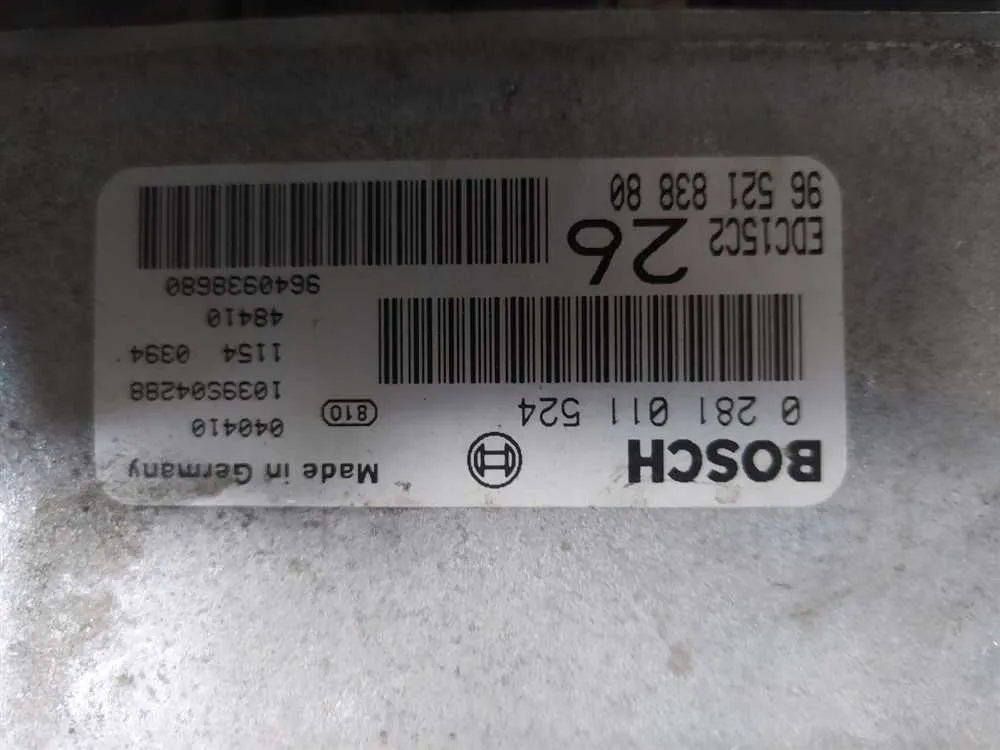 BOSCH
Made in Germany
0 281 011 524
810
040410
1039S04288
1154 0394
48410
9640938680
EDC15C2
26
96 521 838 80